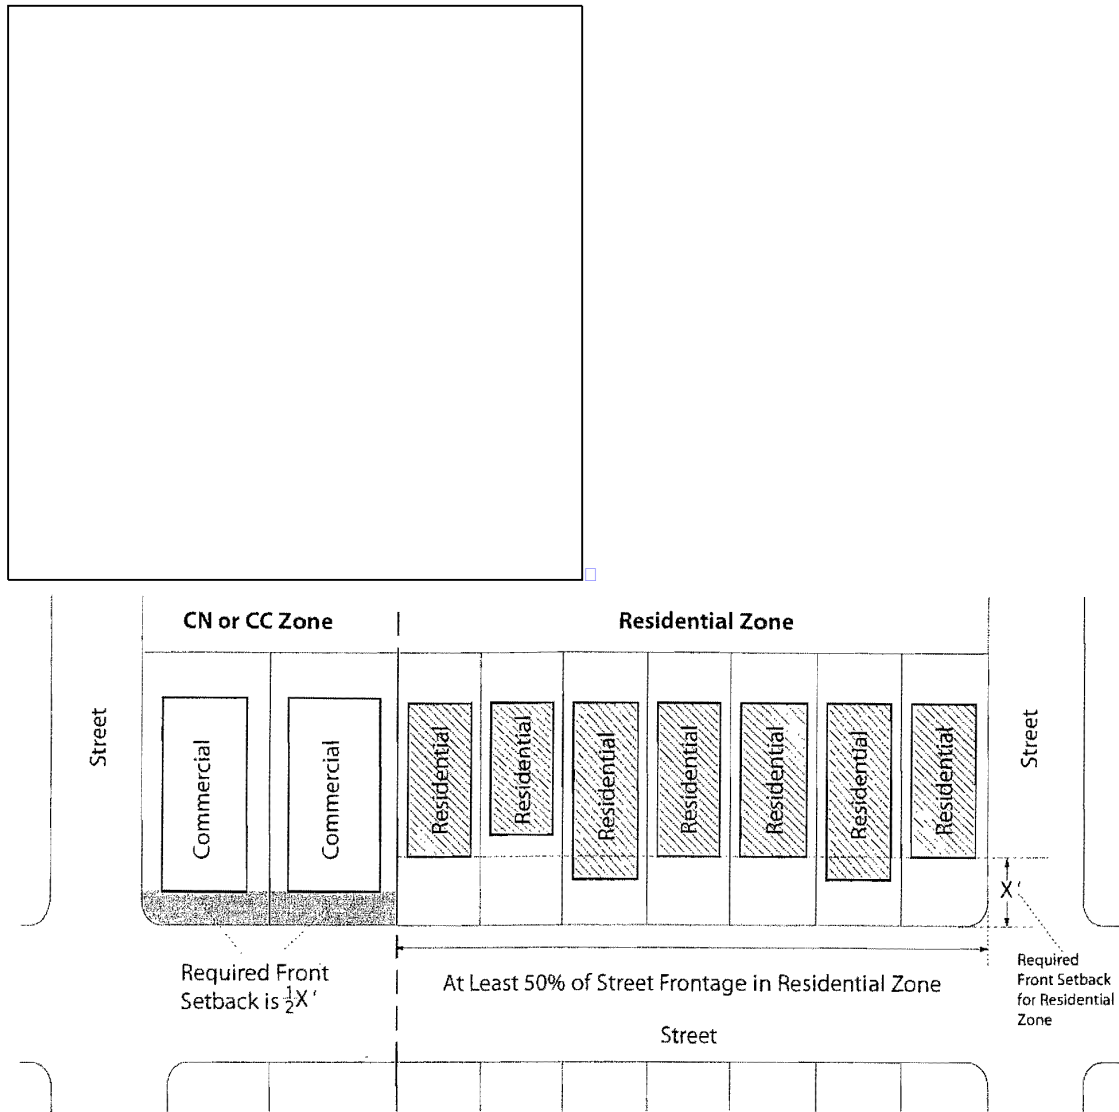 CN or CC Zone
Residential Zone
Street
Commercial
Commercial
Residential
Residential
Residential
Residential
Residential
Residential
Residential
Street
X'
Required Front
Setback is ½X'
At Least 50% of Street Frontage in Residential Zone
Required
Front Setback
for Residential
Zone
Street